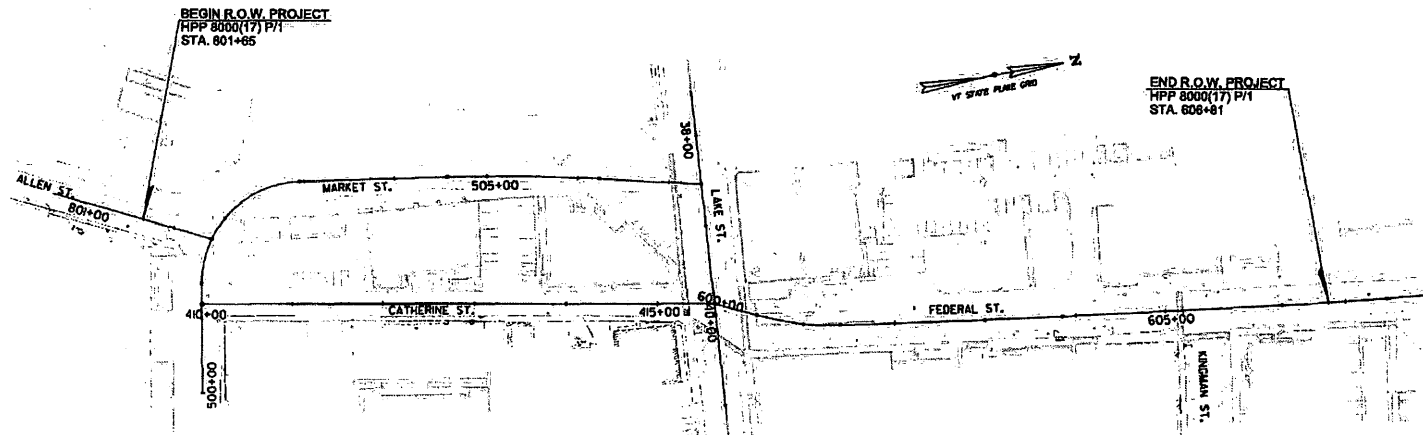 BEGIN R.O.W. PROJECT
HPP 8000(17) P/1
STA. 801+65
N
VT STATE PLANE GRID
END R.O.W. PROJECT
HPP 8000(17) P/1
STA. 606+81
ALLEN ST.
801+00
MARKET ST.
505+00
38+00
LAKE ST.
410+00
CATHERINE ST.
415+00
600+00
40+00
FEDERAL ST.
605+00
KINGMAN ST.
500+00